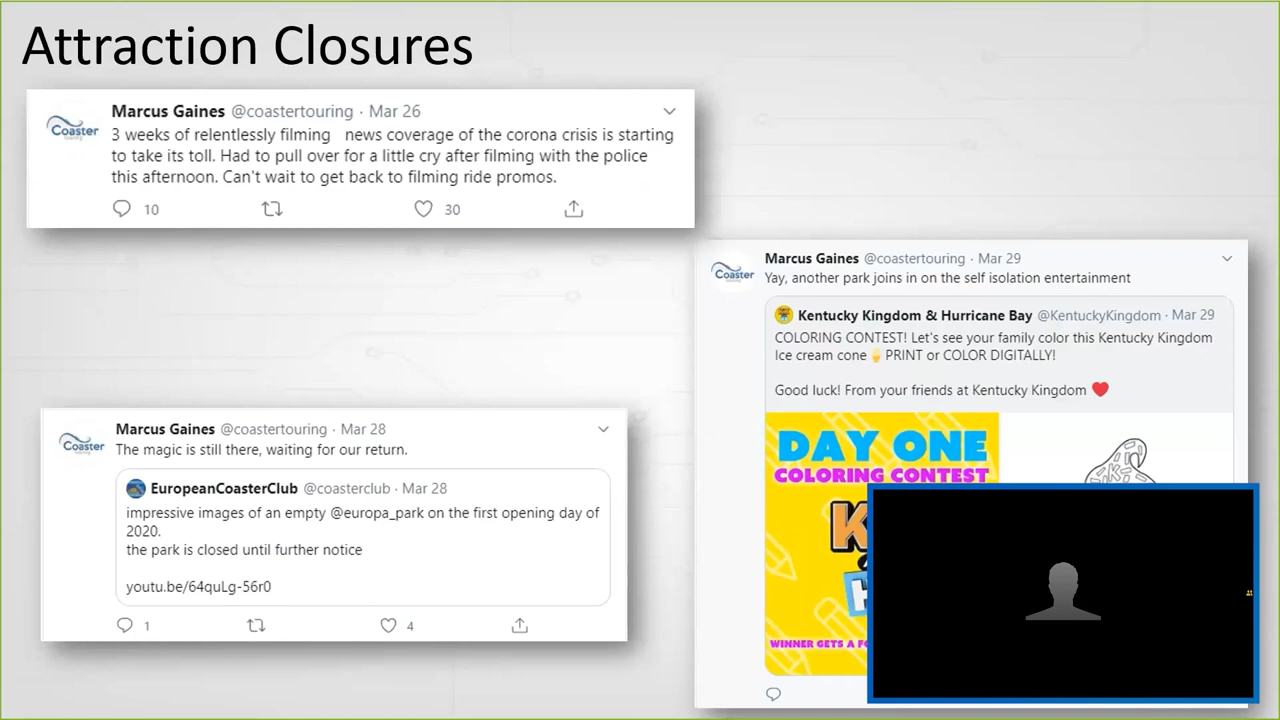 Attraction Closures
Marcus Gaines @coastertouring · Mar 26
Coaster
3 weeks of relentlessly filming news coverage of the corona crisis is starting
to take its toll. Had to pull over for a little cry after filming with the police
this afternoon. Can't wait to get back to filming ride promos.
10
30
Marcus Gaines @coastertouring · Mar 28
Coaster
The magic is still there, waiting for our return.
EuropeanCoasterClub @coasterclub · Mar 28
impressive images of an empty @europa_park on the first opening day of
2020.
the park is closed until further notice
youtu.be/64quLg-56r0
1
4
Marcus Gaines @coastertouring · Mar 29
Coaster
Yay, another park joins in on the self isolation entertainment
Kentucky Kingdom & Hurricane Bay @KentuckyKingdom · Mar 29
COLORING CONTEST! Let's see your family color this Kentucky Kingdom
Ice cream cone🍦PRINT or COLOR DIGITALLY!
Good luck! From your friends at Kentucky Kingdom ❤️
DAY ONE
COLORING CONTEST
K
H
WINNER GETS A